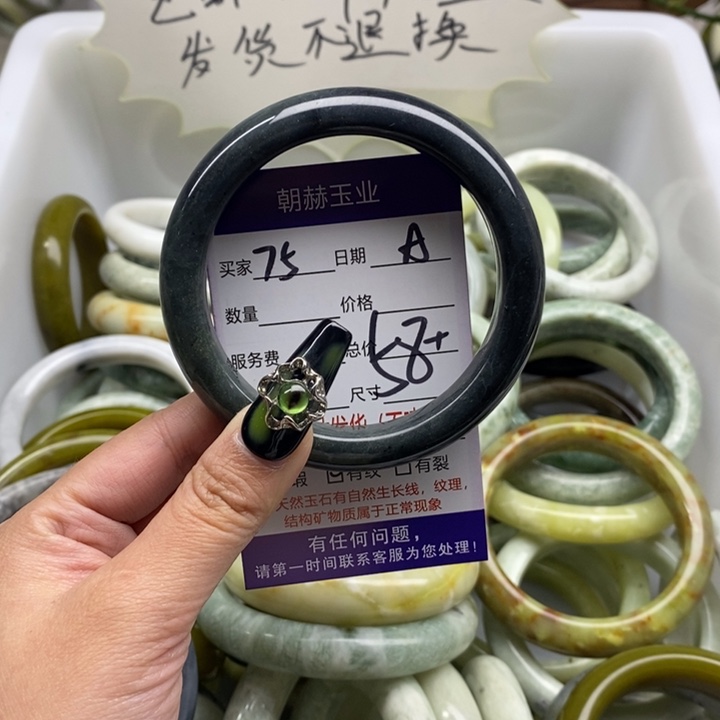 发货不退换
朝赫玉业
买家 75 日期 A
数量 价格
服务费 总价 58+
尺寸
发货
有纹 有裂
天然玉石有自然生长线,纹理,
结构矿物质属于正常现象
有任何问题,
请第一时间联系客服为您处理!